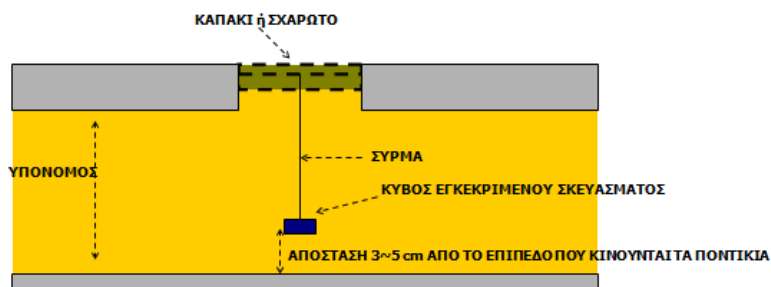 ΚΑΠΑΚΙ ή ΣΧΑΡΩΤΟ
ΥΠΟΝΟΜΟΣ
ΣΥΡΜΑ
ΚΥΒΟΣ ΕΓΚΕΚΡΙΜΕΝΟΥ ΣΚΕΥΑΣΜΑΤΟΣ
ΑΠΟΣΤΑΣΗ 3~5 cm ΑΠΟ ΤΟ ΕΠΙΠΕΔΟ ΠΟΥ ΚΙΝΟΥΝΤΑΙ ΤΑ ΠΟΝΤΙΚΙΑ